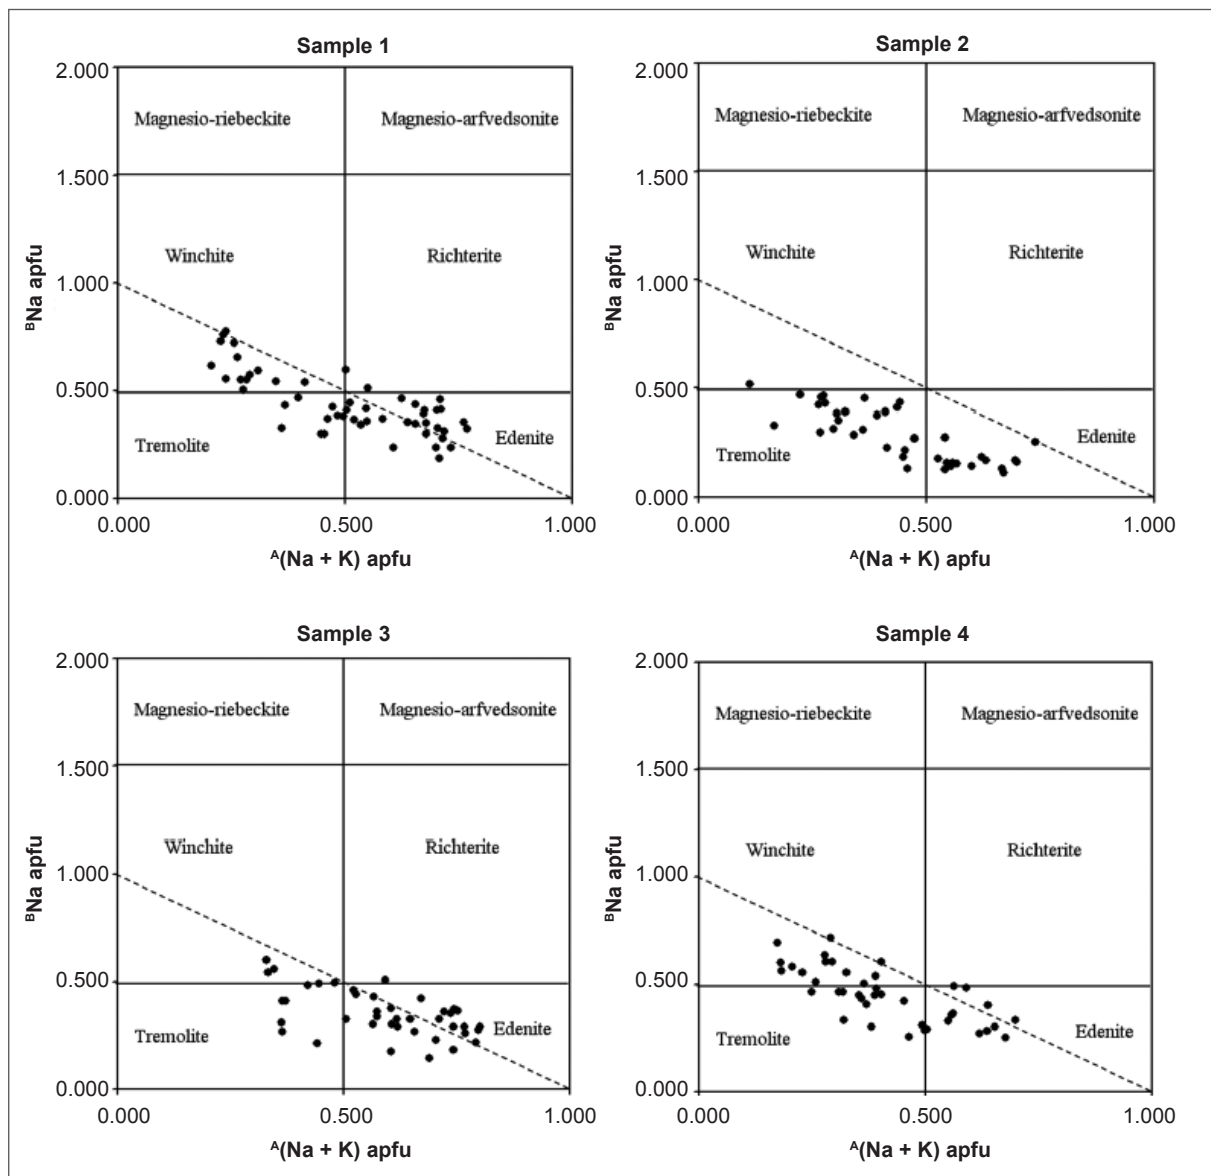 Sample 1
2.000
Magnesio-riebeckite
Magnesio-arfvedsonite
1.500
Winchite
Richterite
1.000
0.500
Tremolite
Edenite
0.000
0.000
0.500
1.000
ᴮNa apfu
ᴬ(Na + K) apfu
Sample 2
2.000
Magnesio-riebeckite
Magnesio-arfvedsonite
1.500
Winchite
Richterite
1.000
0.500
Tremolite
Edenite
0.000
0.000
0.500
1.000
ᴮNa apfu
ᴬ(Na + K) apfu
Sample 3
2.000
Magnesio-riebeckite
Magnesio-arfvedsonite
1.500
Winchite
Richterite
1.000
0.500
Tremolite
Edenite
0.000
0.000
0.500
1.000
ᴮNa apfu
ᴬ(Na + K) apfu
Sample 4
2.000
Magnesio-riebeckite
Magnesio-arfvedsonite
1.500
Winchite
Richterite
1.000
0.500
Tremolite
Edenite
0.000
0.000
0.500
1.000
ᴮNa apfu
ᴬ(Na + K) apfu